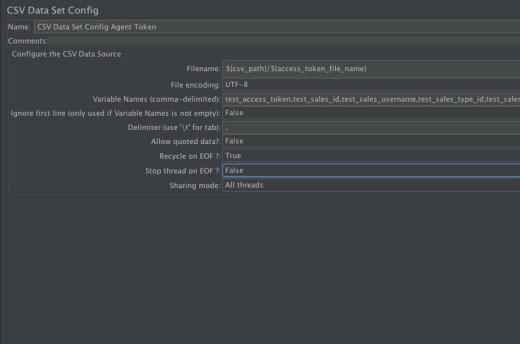 CSV Data Set Config
Name: CSV Data Set Config Agent Token
Comments:
Configure the CSV Data Source
Filename: ${csv_path}/${access_token_file_name}
File encoding: UTF-8
Variable Names (comma-delimited): test_access_token,test_sales_id,test_sales_username,test_sales_type_id,test_sales
Ignore first line (only used if Variable Names is not empty): False
Delimiter (use '\t' for tab): ,
Allow quoted data?: False
Recycle on EOF ?: True
Stop thread on EOF ?: False
Sharing mode: All threads